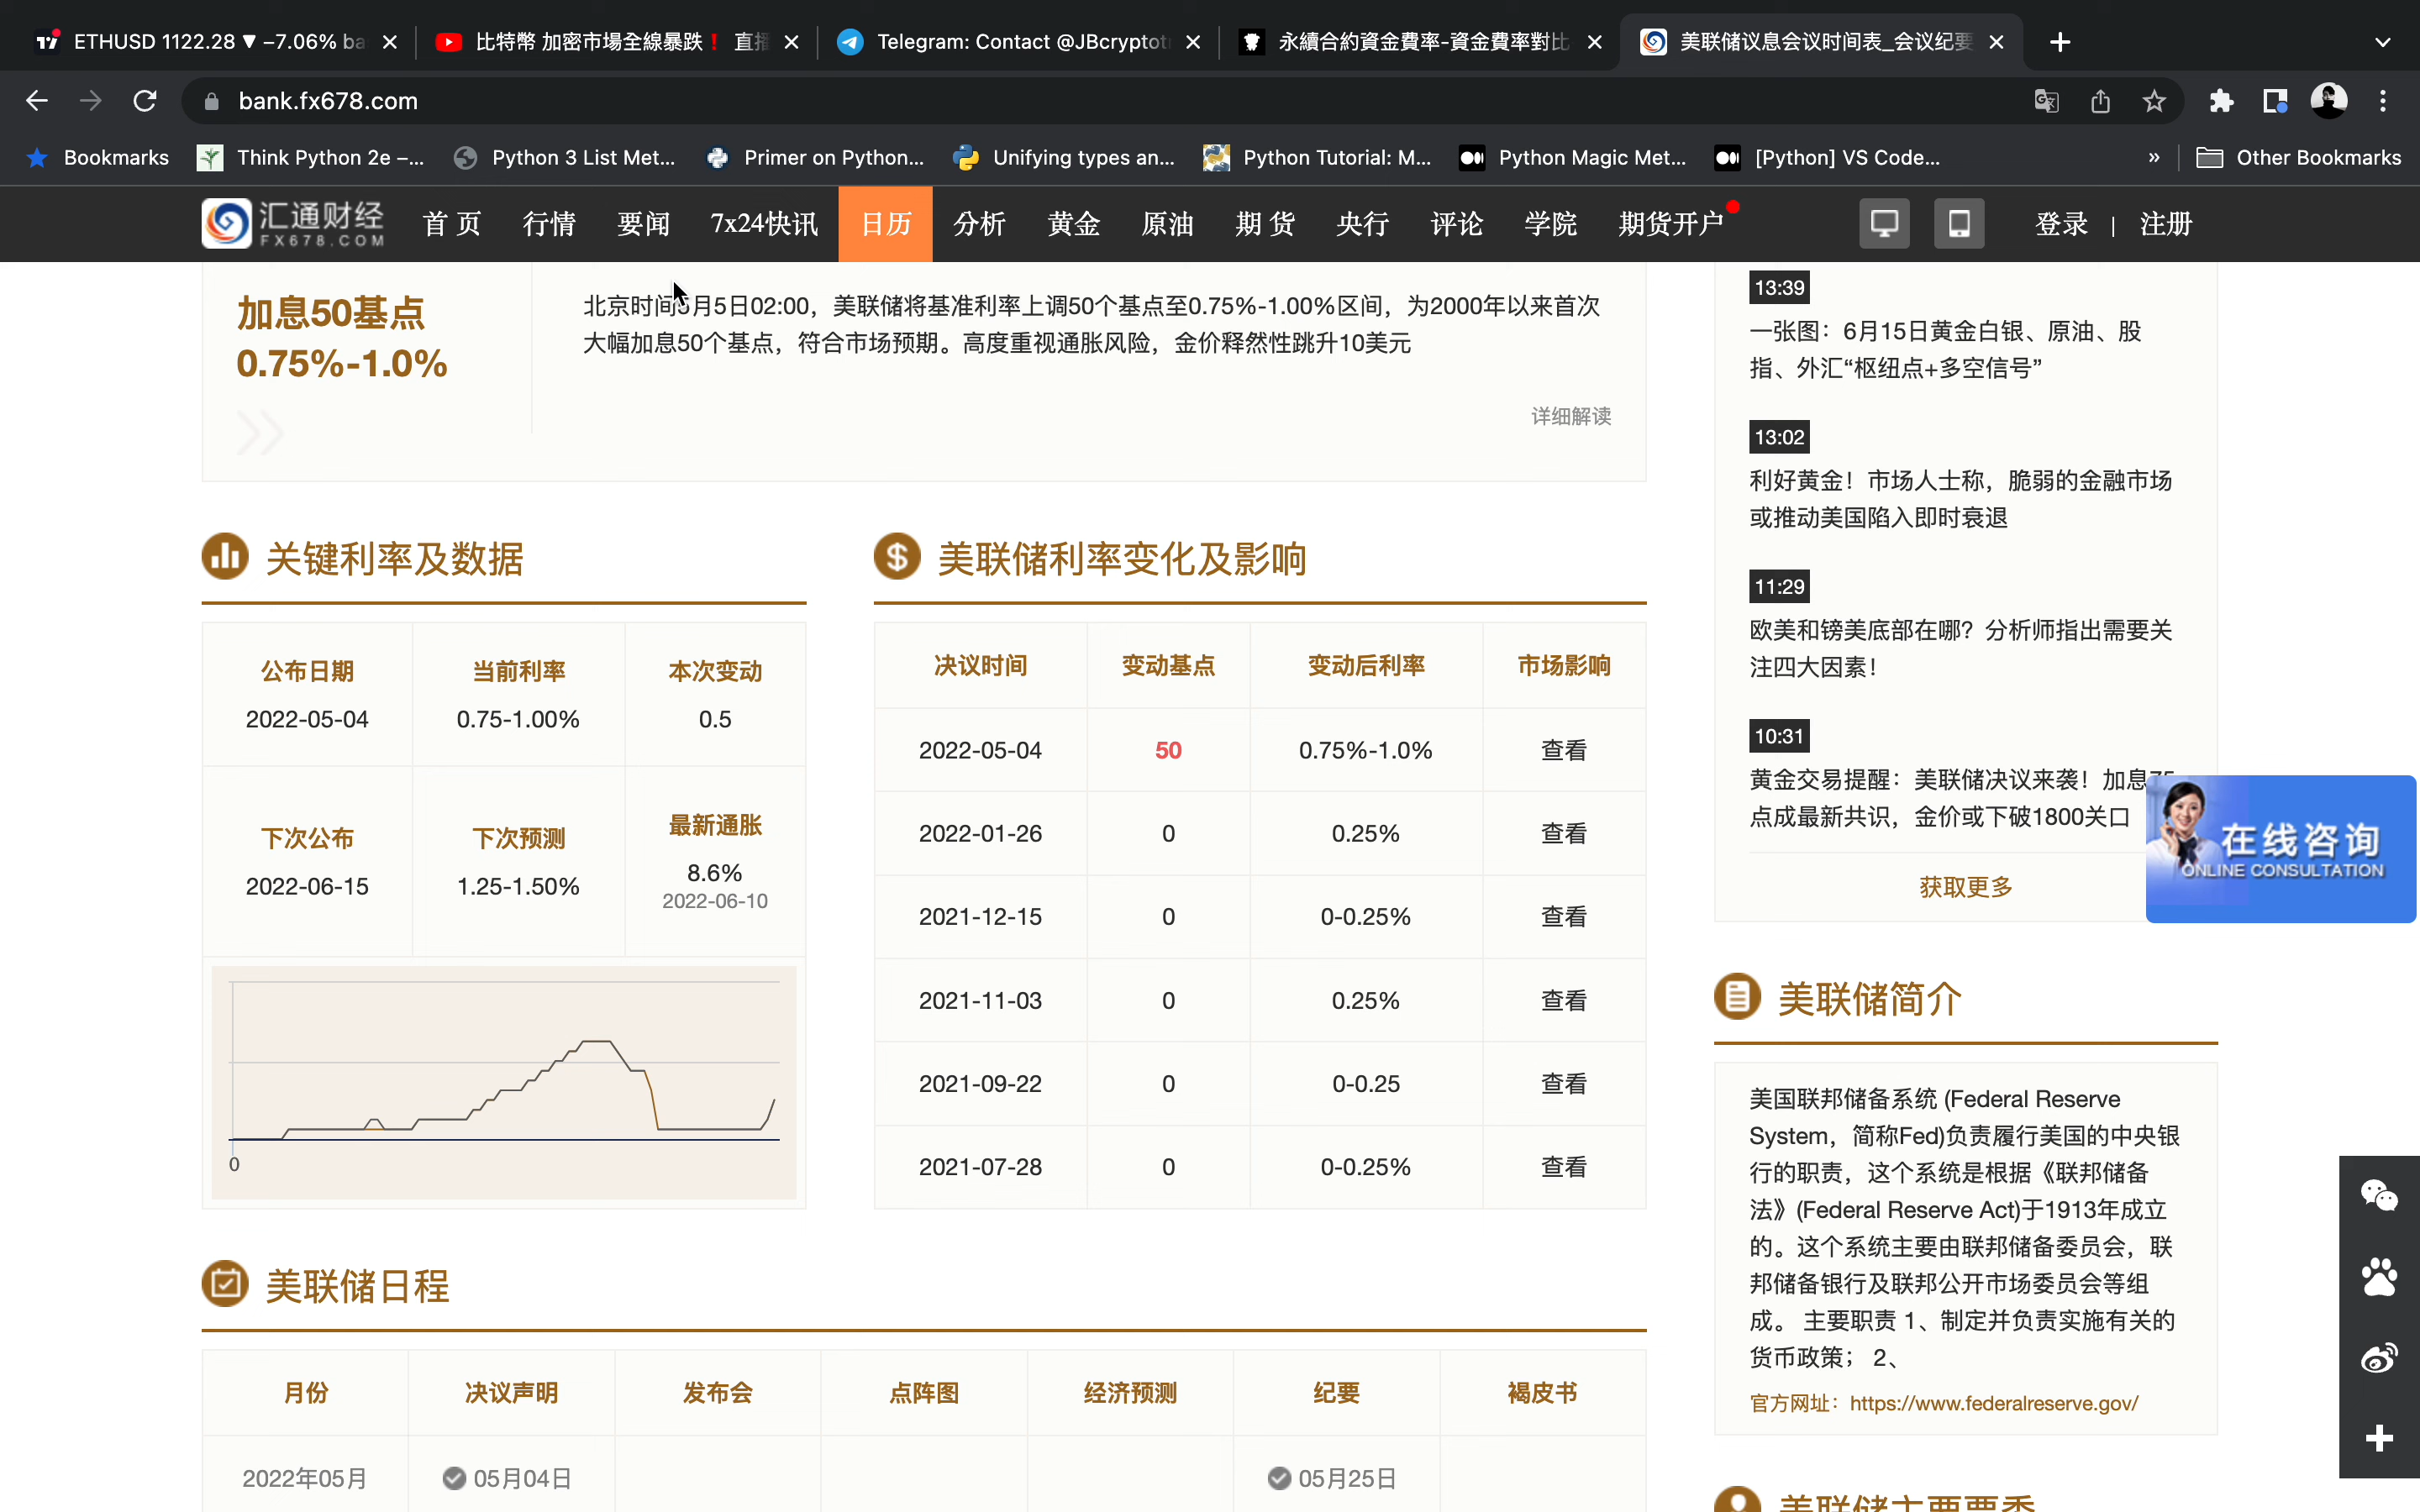 ETHUSD 1122.28 ▼ −7.06% ba
比特幣 加密市場全線暴跌❗ 直播
Telegram: Contact @JBcryptot
永續合約資金費率-資金費率對比
美联储议息会议时间表_会议纪要
bank.fx678.com
Bookmarks
Think Python 2e –...
Python 3 List Met...
Primer on Python...
Unifying types an...
Python Tutorial: M...
Python Magic Met...
[Python] VS Code...
»
Other Bookmarks
汇通财经
FX678.COM
首 页
行情
要闻
7x24快讯
日历
分析
黄金
原油
期 货
央行
评论
学院
期货开户
登录 | 注册
加息50基点
0.75%-1.0%
北京时间5月5日02:00，美联储将基准利率上调50个基点至0.75%-1.00%区间，为2000年以来首次
大幅加息50个基点，符合市场预期。高度重视通胀风险，金价释然性跳升10美元
详细解读
关键利率及数据
公布日期 当前利率 本次变动
2022-05-04 0.75-1.00% 0.5
下次公布 下次预测 最新通胀
2022-06-15 1.25-1.50% 8.6%
2022-06-10
0
美联储利率变化及影响
决议时间 变动基点 变动后利率 市场影响
2022-05-04 50 0.75%-1.0% 查看
2022-01-26 0 0.25% 查看
2021-12-15 0 0-0.25% 查看
2021-11-03 0 0.25% 查看
2021-09-22 0 0-0.25 查看
2021-07-28 0 0-0.25% 查看
美联储日程
月份 决议声明 发布会 点阵图 经济预测 纪要 褐皮书
2022年05月 05月04日 05月25日
13:39
一张图：6月15日黄金白银、原油、股
指、外汇“枢纽点+多空信号”
13:02
利好黄金！市场人士称，脆弱的金融市场
或推动美国陷入即时衰退
11:29
欧美和镑美底部在哪？分析师指出需要关
注四大因素！
10:31
黄金交易提醒：美联储决议来袭！加息75
点成最新共识，金价或下破1800关口
获取更多
在线咨询
ONLINE CONSULTATION
美联储简介
美国联邦储备系统 (Federal Reserve
System，简称Fed)负责履行美国的中央银
行的职责，这个系统是根据《联邦储备
法》(Federal Reserve Act)于1913年成立
的。这个系统主要由联邦储备委员会，联
邦储备银行及联邦公开市场委员会等组
成。 主要职责 1、制定并负责实施有关的
货币政策； 2、
官方网址：https://www.federalreserve.gov/
美联储主要票委